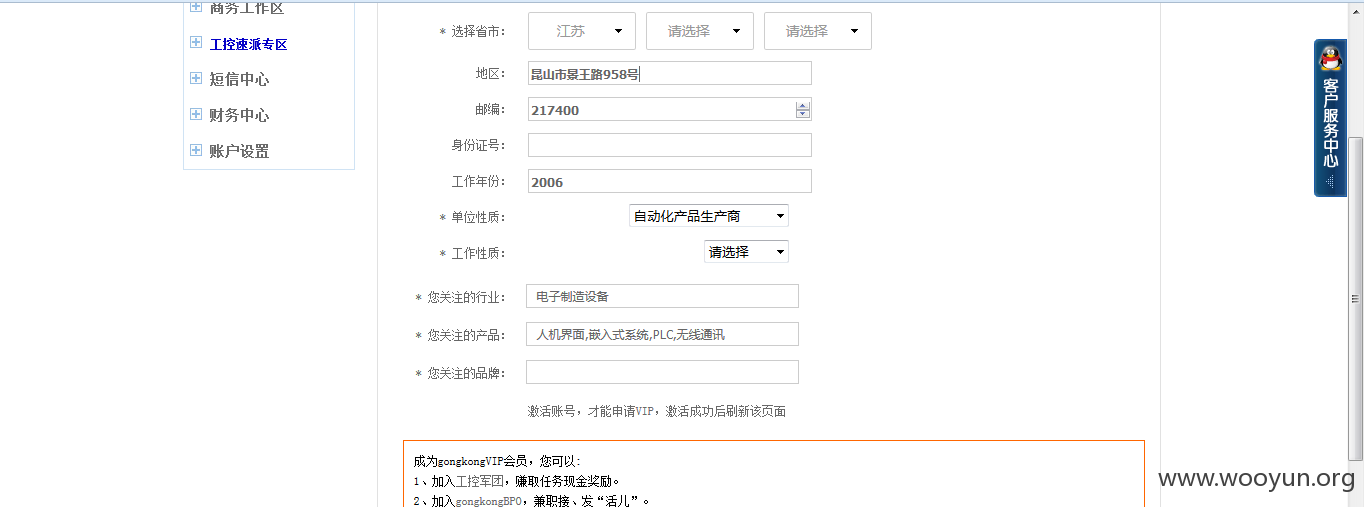 商务工作区
工控速派专区
短信中心
财务中心
账户设置
* 选择省市： 江苏 请选择 请选择
地区： 昆山市景王路958号
邮编： 217400
身份证号：
工作年份： 2006
* 单位性质： 自动化产品生产商
* 工作性质： 请选择
* 您关注的行业： 电子制造设备
* 您关注的产品： 人机界面,嵌入式系统,PLC,无线通讯
* 您关注的品牌：
激活账号，才能申请VIP，激活成功后刷新该页面
成为gongkongVIP会员，您可以:
1、加入工控军团，赚取任务现金奖励。
2、加入gongkongBPO，兼职接、发“活儿”。
客户服务中心
www.wooyun.org